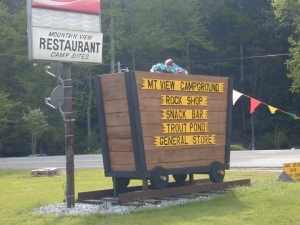 MOUNTAIN VIEW
RESTAURANT
CAMP SITES
MT VIEW CAMPGROUND
ROCK SHOP
SNACK BAR
TROUT POND
GENERAL STORE